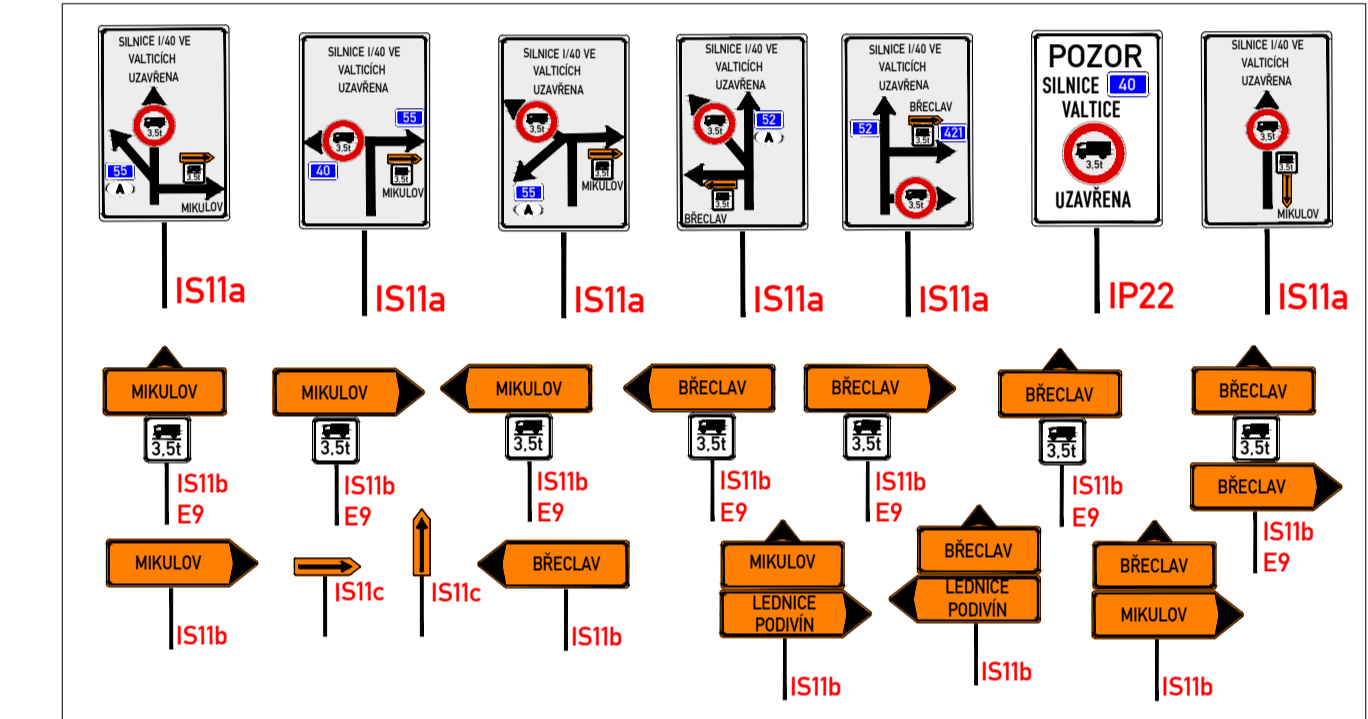 SILNICE I/40 VE
VALTICÍCH
UZAVŘENA
3.5t
55
A
3.5t
MIKULOV
IS11a
SILNICE I/40 VE
VALTICÍCH
UZAVŘENA
55
3.5t
40
3.5t
MIKULOV
IS11a
SILNICE I/40 VE
VALTICÍCH
UZAVŘENA
3.5t
3.5t
55
A
MIKULOV
IS11a
SILNICE I/40 VE
VALTICÍCH
UZAVŘENA
3.5t
52
A
3.5t
BŘECLAV
IS11a
SILNICE I/40 VE
VALTICÍCH
UZAVŘENA
BŘECLAV
52
3.5t
421
3.5t
IS11a
POZOR
SILNICE 40
VALTICE
3.5t
UZAVŘENA
IP22
SILNICE I/40 VE
VALTICÍCH
UZAVŘENA
3.5t
3.5t
MIKULOV
IS11a
MIKULOV
3,5t
IS11b
E9
MIKULOV
3,5t
IS11b
E9
MIKULOV
3,5t
IS11b
E9
BŘECLAV
3,5t
IS11b
E9
BŘECLAV
3,5t
IS11b
E9
BŘECLAV
3,5t
IS11b
E9
BŘECLAV
3,5t
BŘECLAV
IS11b
E9
MIKULOV
IS11b
IS11c
IS11c
BŘECLAV
IS11b
MIKULOV
LEDNICE
PODIVÍN
IS11b
BŘECLAV
LEDNICE
PODIVÍN
IS11b
BŘECLAV
MIKULOV
IS11b